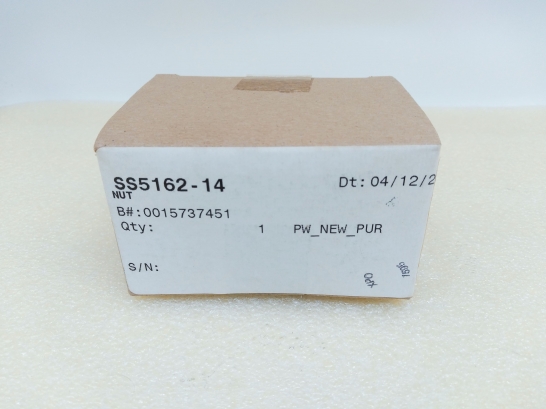 SS5162-14 Dt: 04/12/2
NUT
B#:0015737451
Qty: 1 PW_NEW_PUR
S/N: